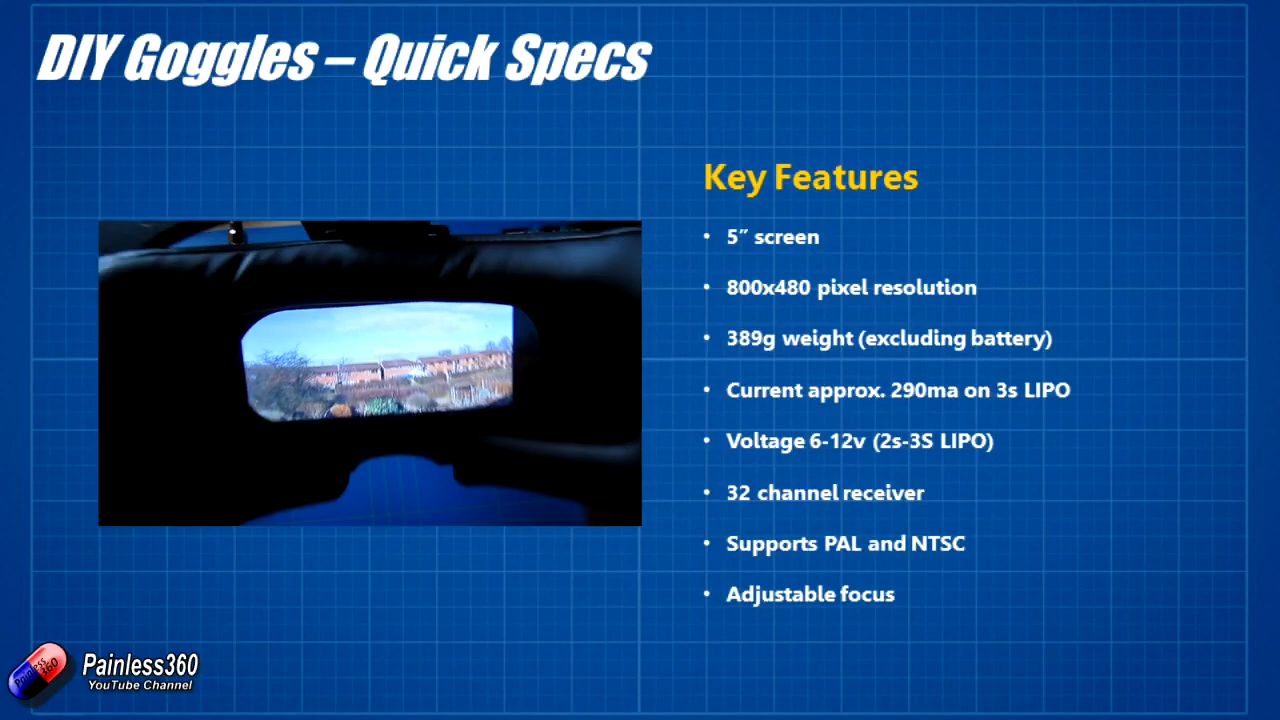 DIY Goggles – Quick Specs
Key Features
• 5” screen
• 800x480 pixel resolution
• 389g weight (excluding battery)
• Current approx. 290ma on 3s LIPO
• Voltage 6-12v (2s-3S LIPO)
• 32 channel receiver
• Supports PAL and NTSC
• Adjustable focus
Painless360
Painless360
YouTube Channel